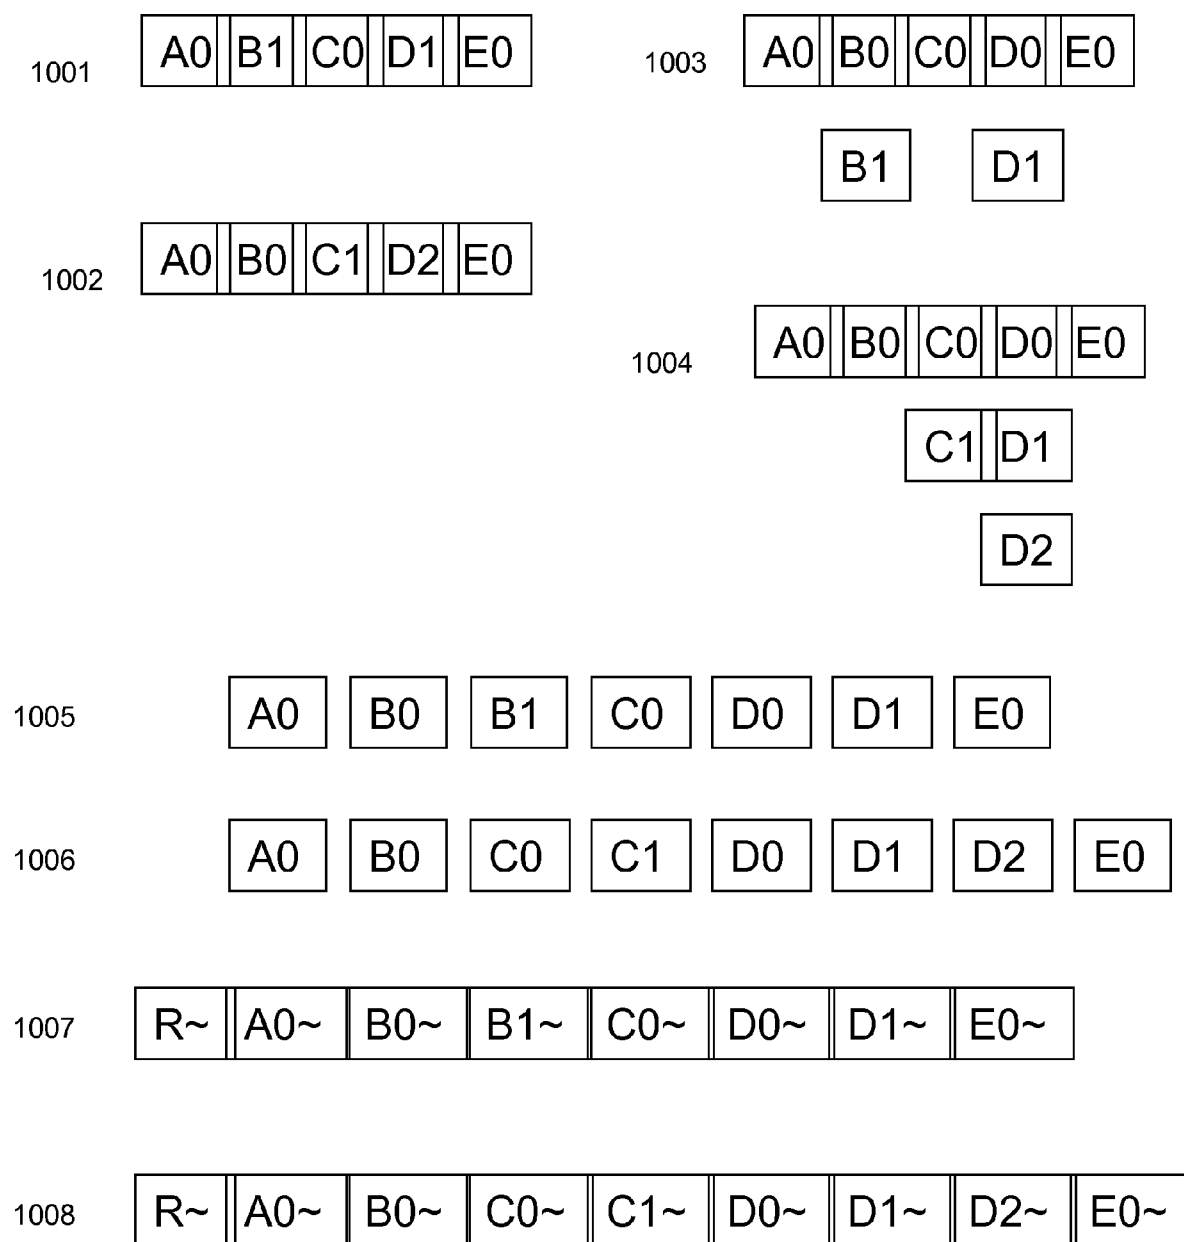 1001 A0 B1 C0 D1 E0
1003 A0 B0 C0 D0 E0
B1 D1
1002 A0 B0 C1 D2 E0
1004 A0 B0 C0 D0 E0
C1 D1
D2
1005 A0 B0 B1 C0 D0 D1 E0
1006 A0 B0 C0 C1 D0 D1 D2 E0
1007 R~ A0~ B0~ B1~ C0~ D0~ D1~ E0~
1008 R~ A0~ B0~ C0~ C1~ D0~ D1~ D2~ E0~